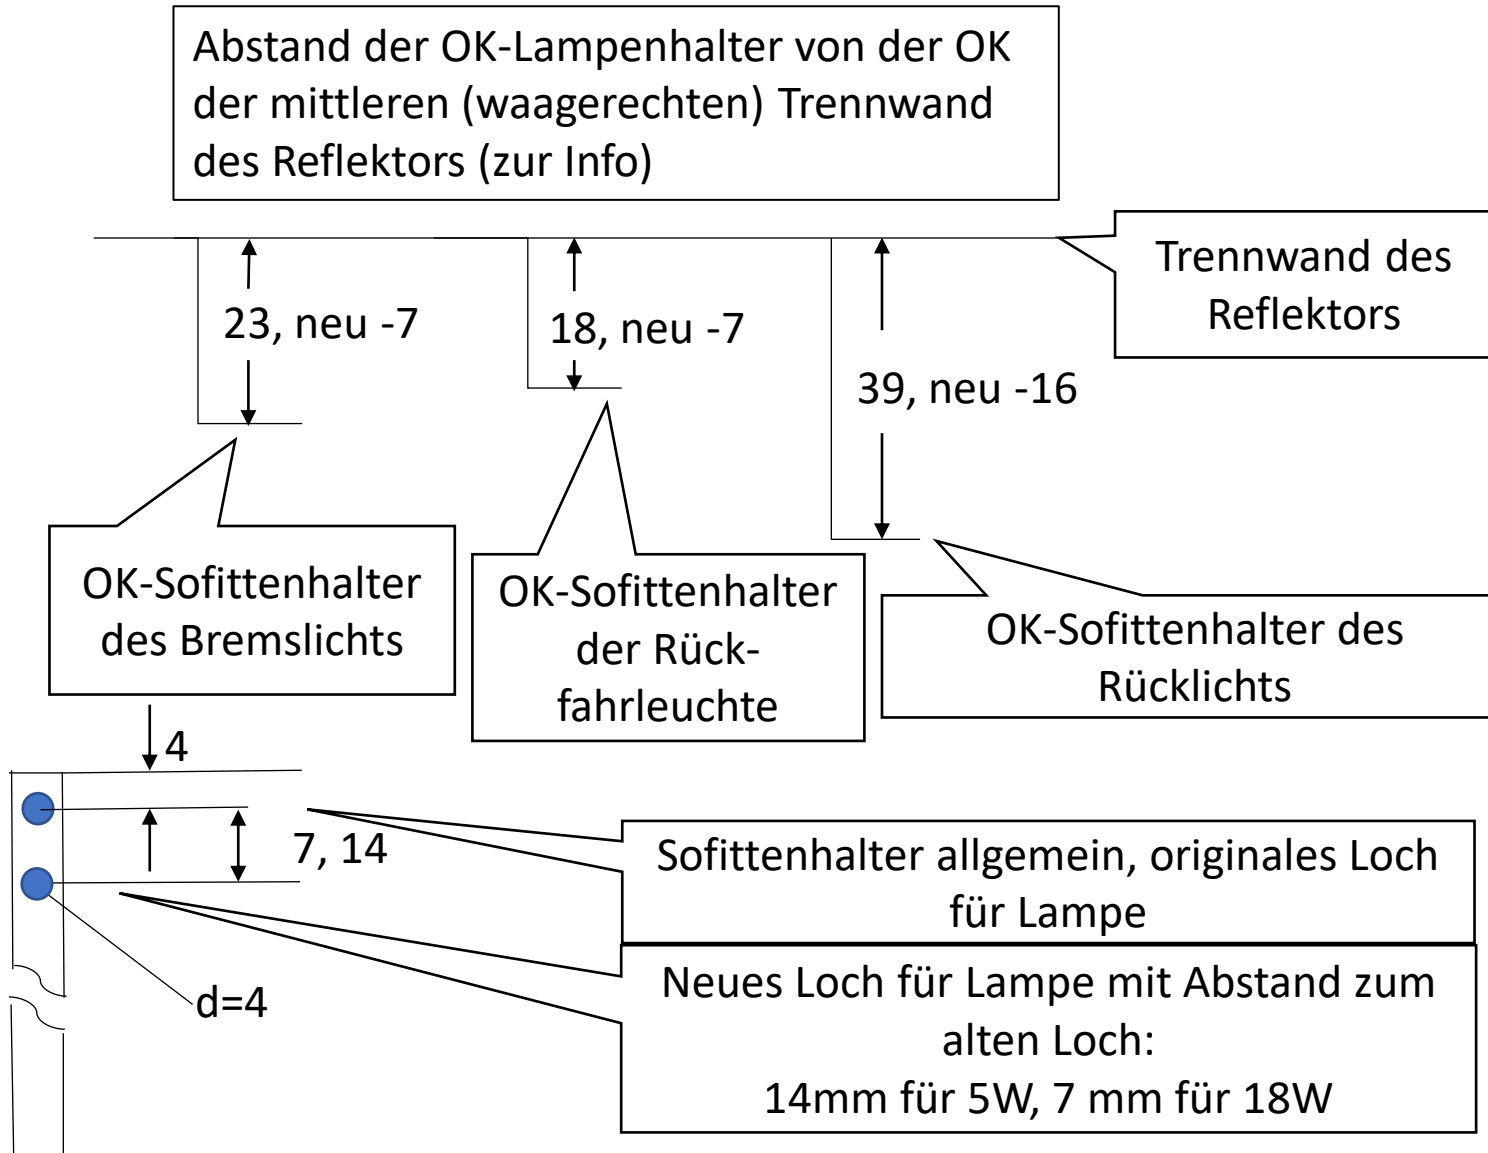 Abstand der OK-Lampenhalter von der OK
der mittleren (waagerechten) Trennwand
des Reflektors (zur Info)
Trennwand des
Reflektors
23, neu -7
18, neu -7
39, neu -16
OK-Sofittenhalter
des Bremslichts
OK-Sofittenhalter
der Rück-
fahrleuchte
OK-Sofittenhalter des
Rücklichts
4
7, 14
d=4
Sofittenhalter allgemein, originales Loch
für Lampe
Neues Loch für Lampe mit Abstand zum
alten Loch:
14mm für 5W, 7 mm für 18W